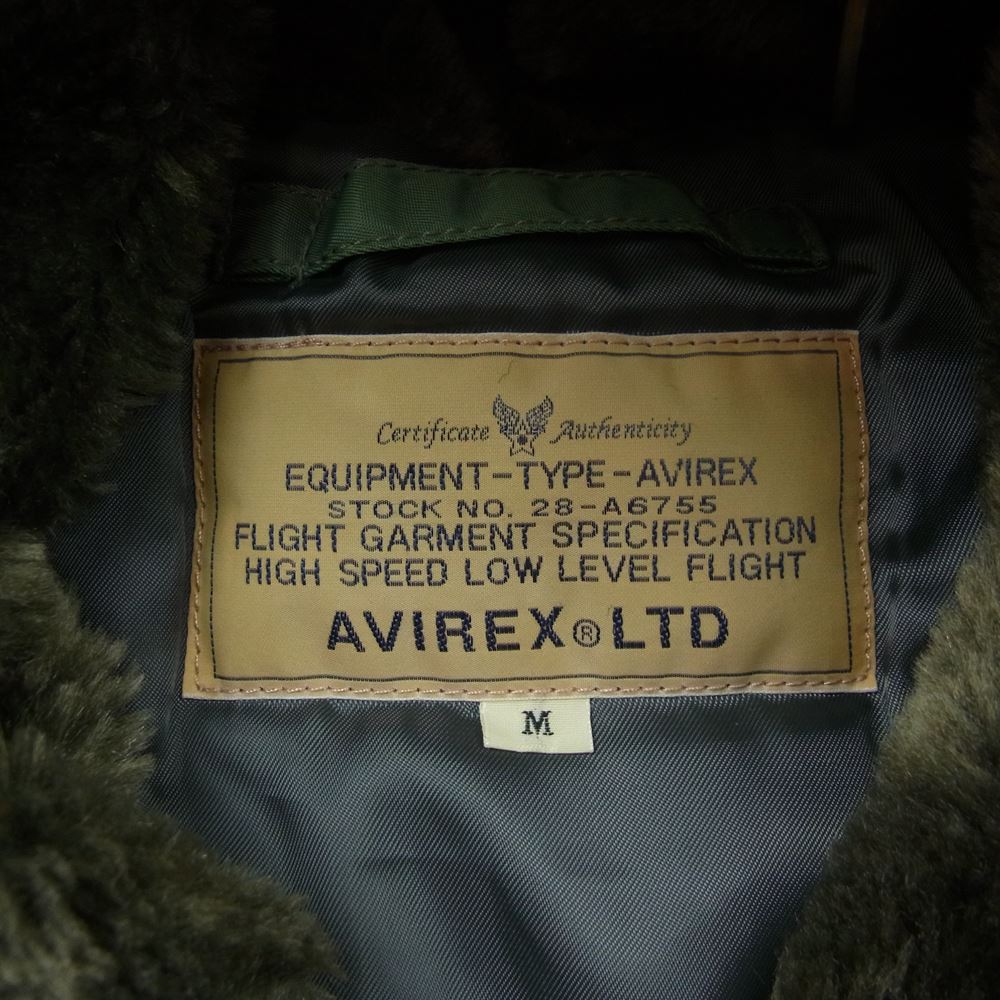 Certificate Authenticity
EQUIPMENT-TYPE-AVIREX
STOCK NO. 28-A6755
FLIGHT GARMENT SPECIFICATION
HIGH SPEED LOW LEVEL FLIGHT
AVIREX® LTD
M